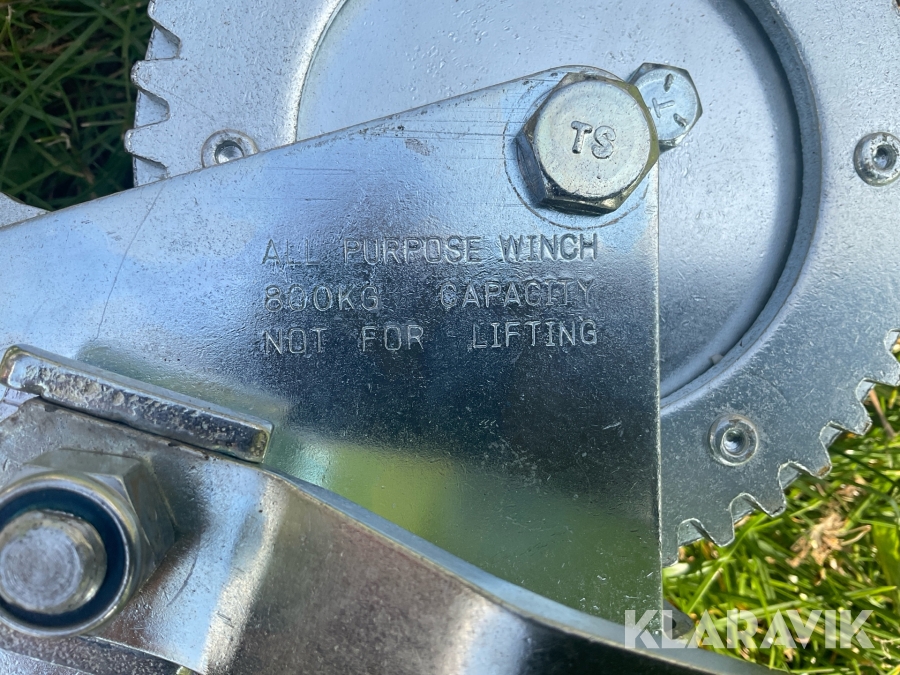 TS
ALL PURPOSE WINCH
800KG CAPACITY
NOT FOR LIFTING
KLARAVIK